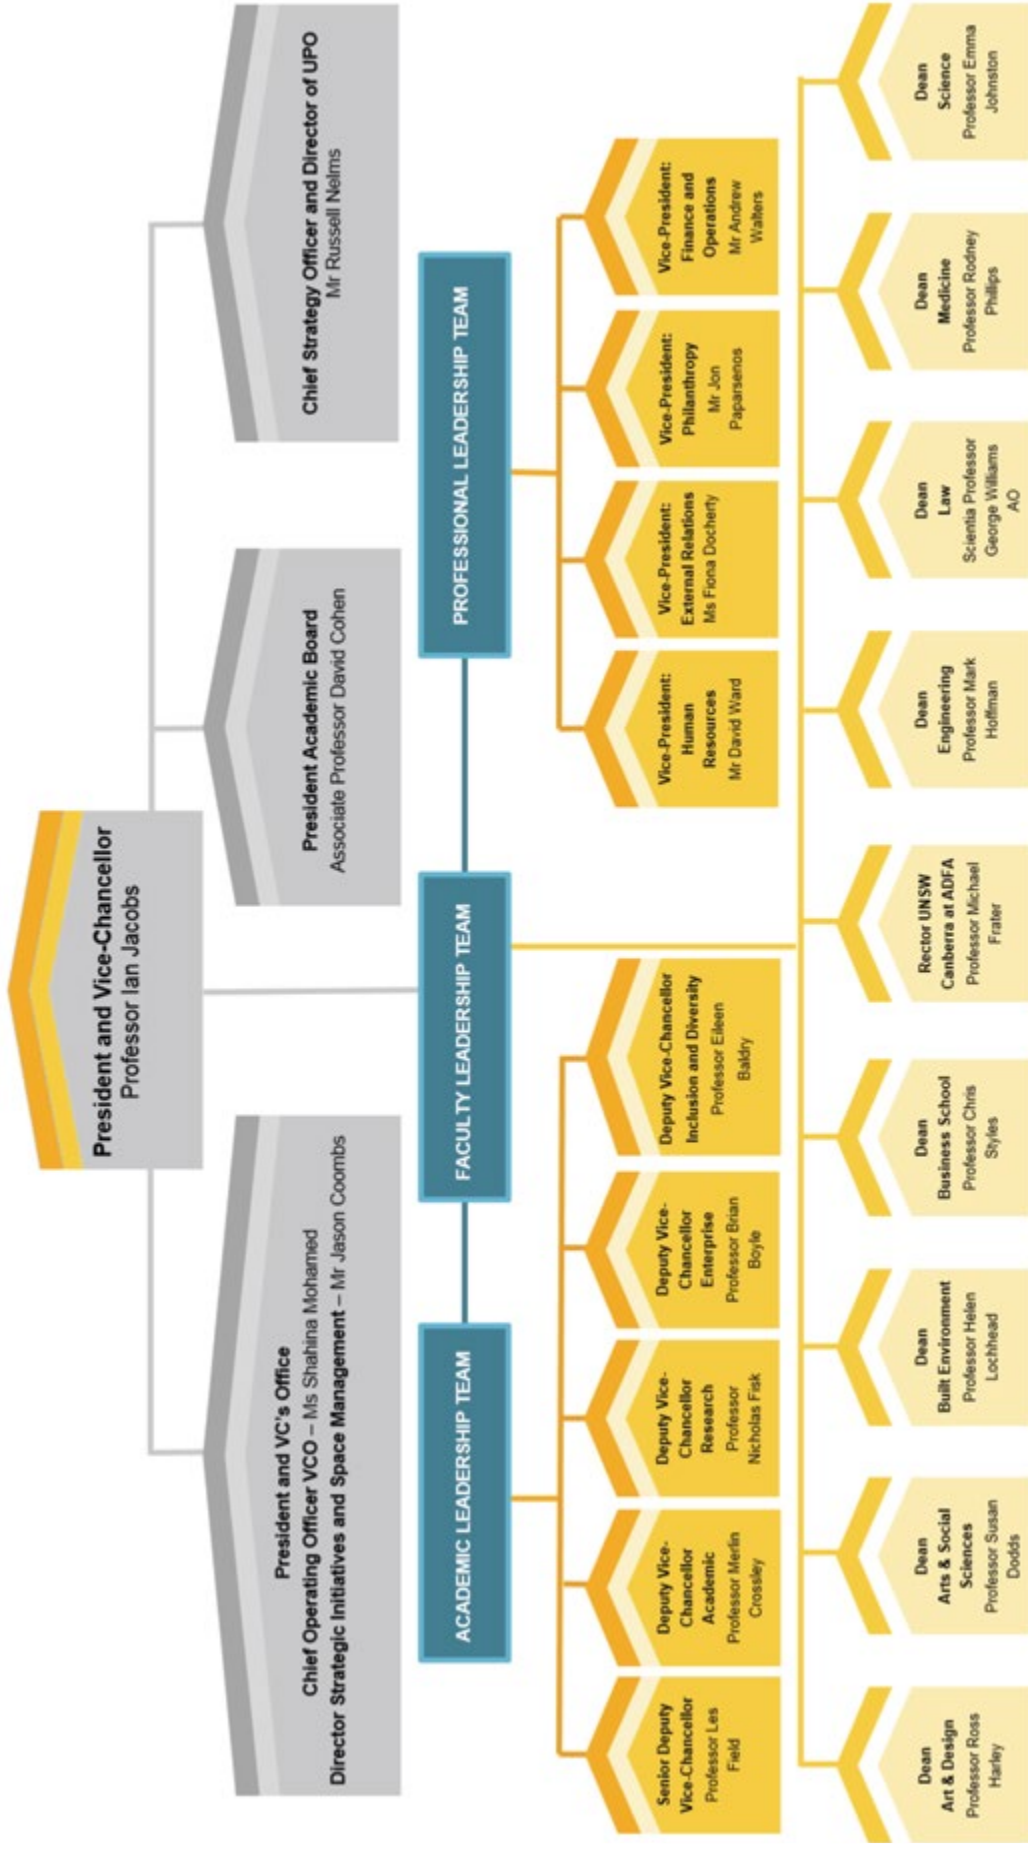 President and Vice-Chancellor
Professor Ian Jacobs
President and VC's Office
Chief Operating Officer VCO – Ms Shahina Mohamed
Director Strategic Initiatives and Space Management – Mr Jason Coombs
President Academic Board
Associate Professor David Cohen
Chief Strategy Officer and Director of UPO
Mr Russell Nelms
ACADEMIC LEADERSHIP TEAM
FACULTY LEADERSHIP TEAM
PROFESSIONAL LEADERSHIP TEAM
Senior Deputy
Vice-Chancellor
Professor Les
Field
Deputy Vice-
Chancellor
Academic
Professor Merlin
Crossley
Deputy Vice-
Chancellor
Research
Professor
Nicholas Fisk
Deputy Vice-
Chancellor
Enterprise
Professor Brian
Boyle
Deputy Vice-Chancellor
Inclusion and Diversity
Professor Eileen
Baldry
Vice-President:
Human
Resources
Mr David Ward
Vice-President:
External Relations
Ms Fiona Docherty
Vice-President:
Philanthropy
Mr Jon
Paparsenos
Vice-President:
Finance and
Operations
Mr Andrew
Walters
Dean
Art & Design
Professor Ross
Harley
Dean
Arts & Social
Sciences
Professor Susan
Dodds
Dean
Built Environment
Professor Helen
Lochhead
Dean
Business School
Professor Chris
Styles
Rector UNSW
Canberra at ADFA
Professor Michael
Frater
Dean
Engineering
Professor Mark
Hoffman
Dean
Law
Scientia Professor
George Williams
AO
Dean
Medicine
Professor Rodney
Phillips
Dean
Science
Professor Emma
Johnston